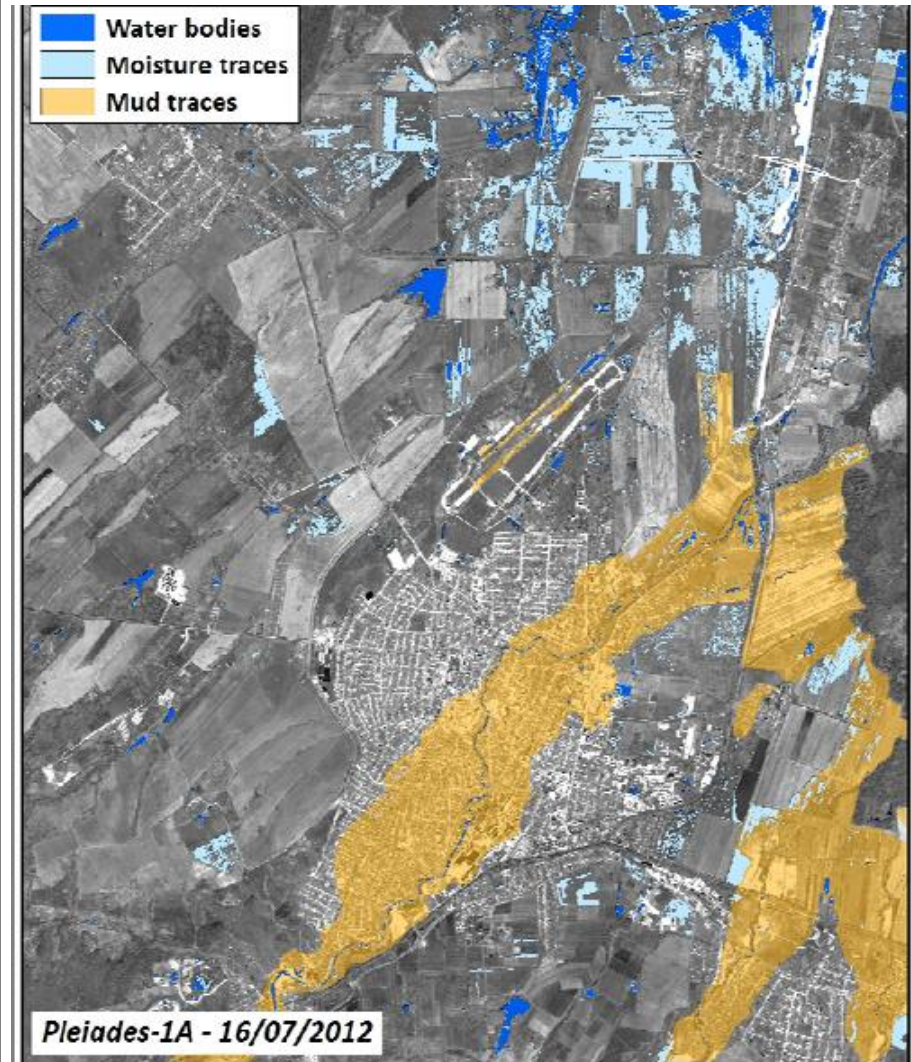 Water bodies
Moisture traces
Mud traces
Pleiades-1A - 16/07/2012